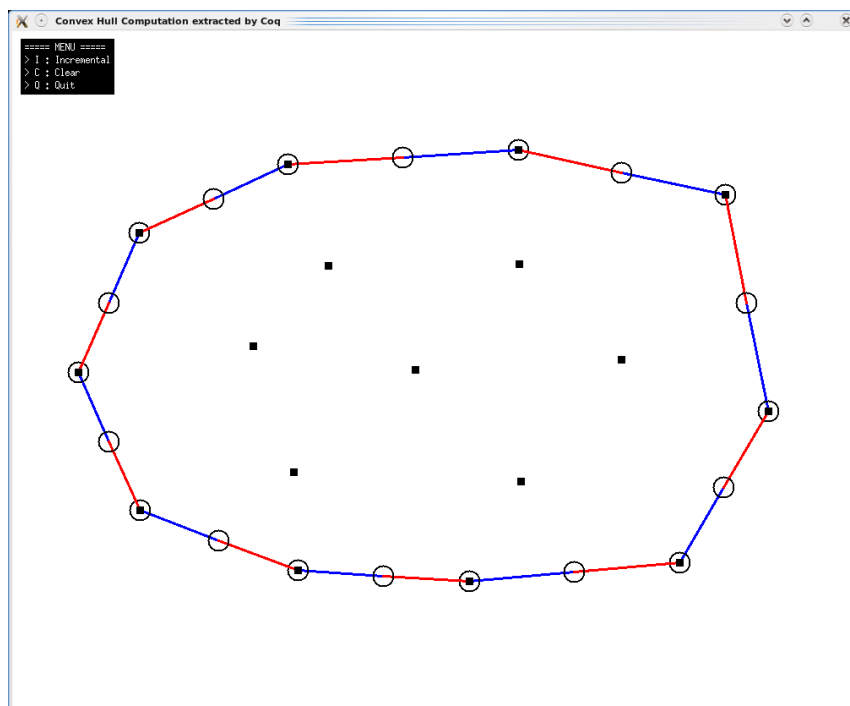 Convex Hull Computation extracted by Coq
===== MENU =====
> I : Incremental
> C : Clear
> Q : Quit